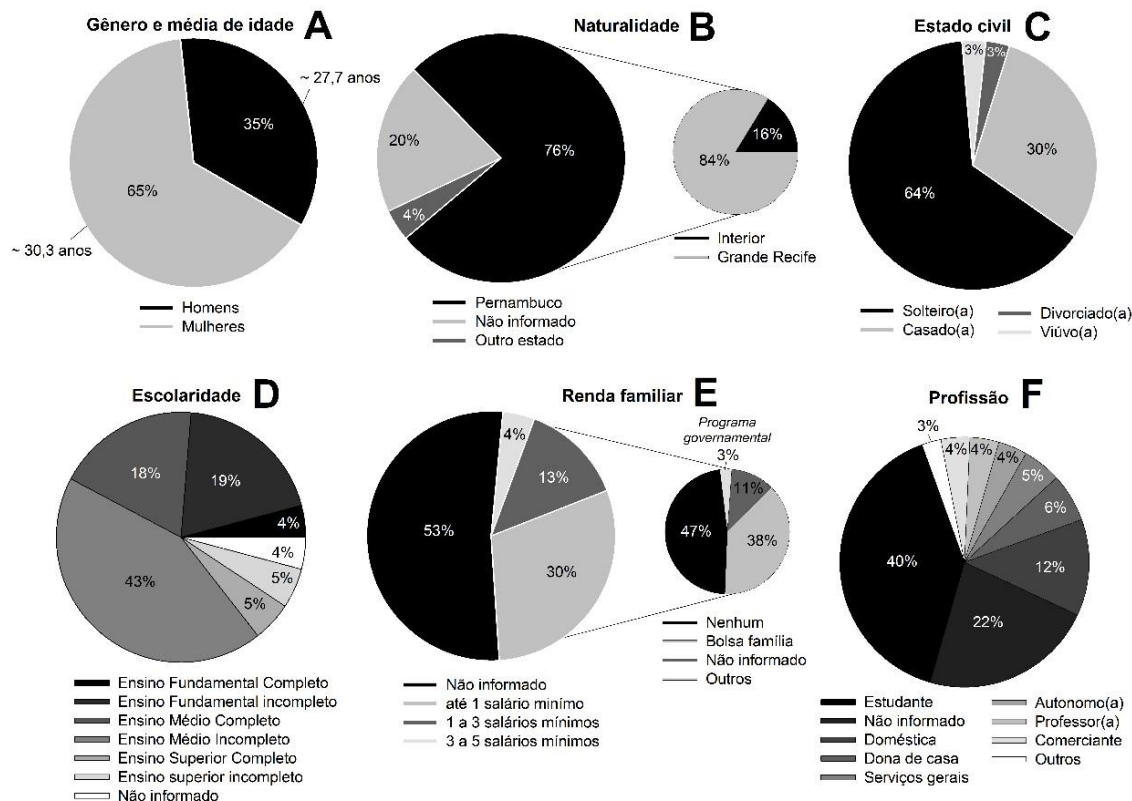 Gênero e média de idade A
~ 27,7 anos
35%
65%
~ 30,3 anos
Homens
Mulheres
Naturalidade B
20%
76%
4%
16%
84%
Interior
Grande Recife
Pernambuco
Não informado
Outro estado
Estado civil C
3% 3%
30%
64%
Solteiro(a) Divorciado(a)
Casado(a) Viúvo(a)
Escolaridade D
18%
19%
4%
4%
43%
5%
5%
Ensino Fundamental Completo
Ensino Fundamental incompleto
Ensino Médio Completo
Ensino Médio Incompleto
Ensino Superior Completo
Ensino superior incompleto
Não informado
Renda familiar E
4%
13%
53%
30%
Programa
governamental
3%
11%
47%
38%
Nenhum
Bolsa família
Não informado
Outros
Não informado
até 1 salário minímo
1 a 3 salários mínimos
3 a 5 salários mínimos
Profissão F
3%
4% 4% 4%
5%
6%
40%
12%
22%
Estudante Autonomo(a)
Não informado Professor(a)
Doméstica Comerciante
Dona de casa Outros
Serviços gerais